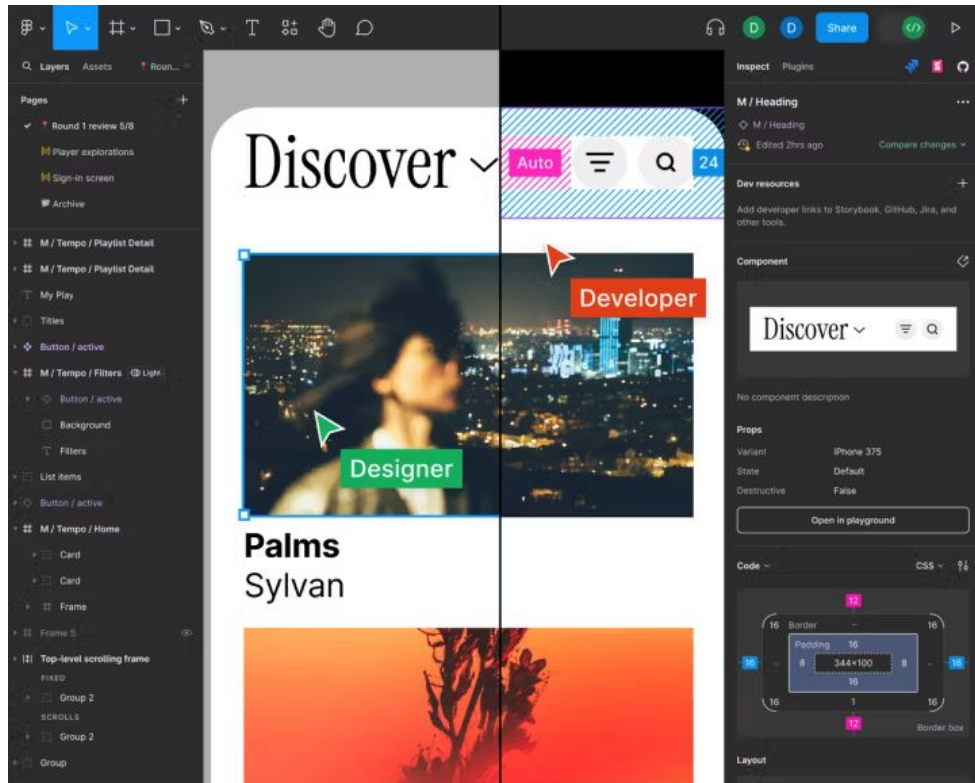 Share
</>
Layers Assets Roun...
Pages
Round 1 review 5/8
Player explorations
Sign-in screen
Archive
M / Tempo / Playlist Detail
M / Tempo / Playlist Detail
My Play
Titles
Button / active
M / Tempo / Filters Light
Button / active
Background
Filters
List items
Button / active
M / Tempo / Home
Card
Card
Frame
Frame 5
Top-level scrolling frame
FIXED
Group 2
SCROLLS
Group 2
Group
Discover
Auto
24
Developer
Designer
Palms
Sylvan
D D
Inspect Plugins
M / Heading
M / Heading
Edited 2hrs ago Compare changes
Dev resources
Add developer links to Storybook, GitHub, Jira, and
other tools.
Component
Discover
No component description
Props
Variant iPhone 375
State Default
Destructive False
Open in playground
Code CSS
12
16 Border - 16
Padding 16
16 - 8 344×100 8 - 16
16
16 1 16
12
Border box
Layout